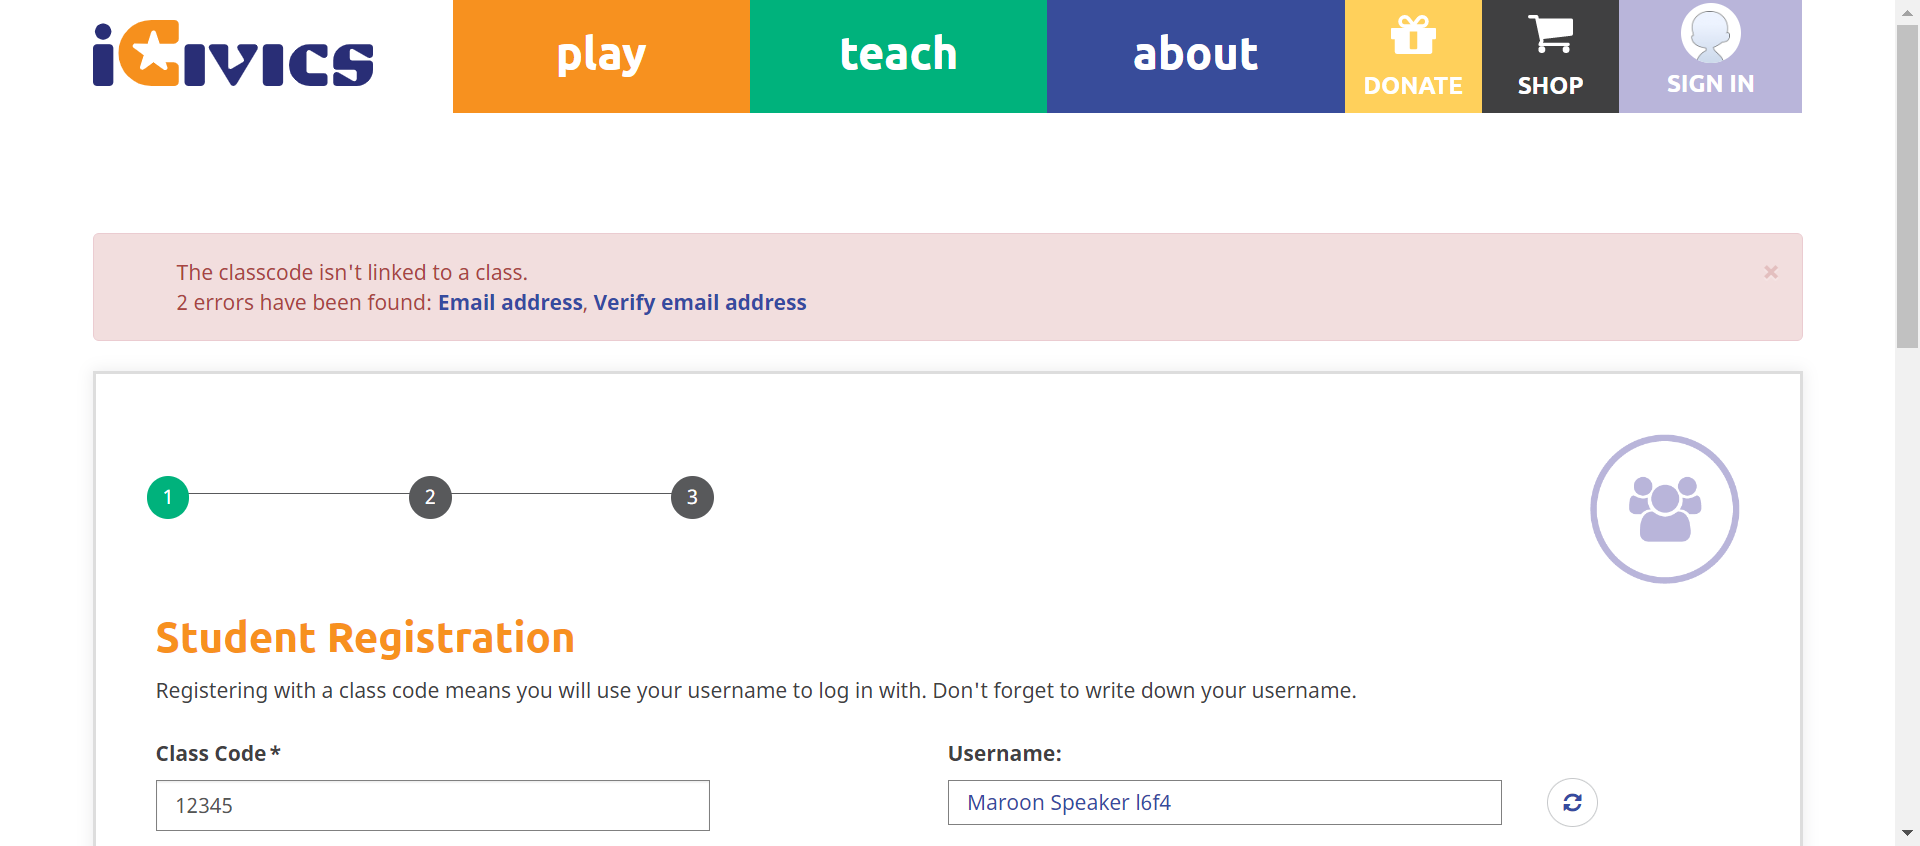 iCivics
play
teach
about
DONATE
SHOP
SIGN IN
The classcode isn't linked to a class.
2 errors have been found: Email address, Verify email address
1
2
3
Student Registration
Registering with a class code means you will use your username to log in with. Don't forget to write down your username.
Class Code *
Username:
12345
Maroon Speaker l6f4